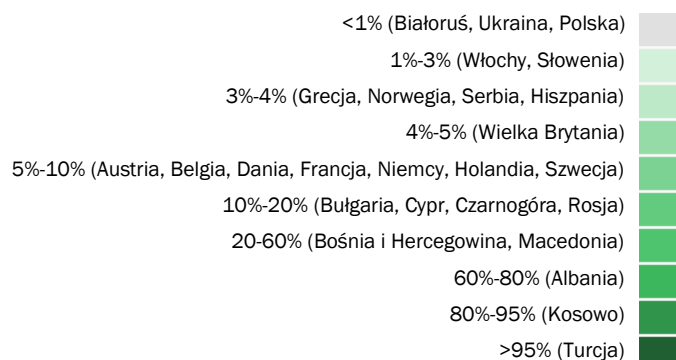 <1% (Białoruś, Ukraina, Polska)
1%-3% (Włochy, Słowenia)
3%-4% (Grecja, Norwegia, Serbia, Hiszpania)
4%-5% (Wielka Brytania)
5%-10% (Austria, Belgia, Dania, Francja, Niemcy, Holandia, Szwecja)
10%-20% (Bułgaria, Cypr, Czarnogóra, Rosja)
20-60% (Bośnia i Hercegowina, Macedonia)
60%-80% (Albania)
80%-95% (Kosowo)
>95% (Turcja)